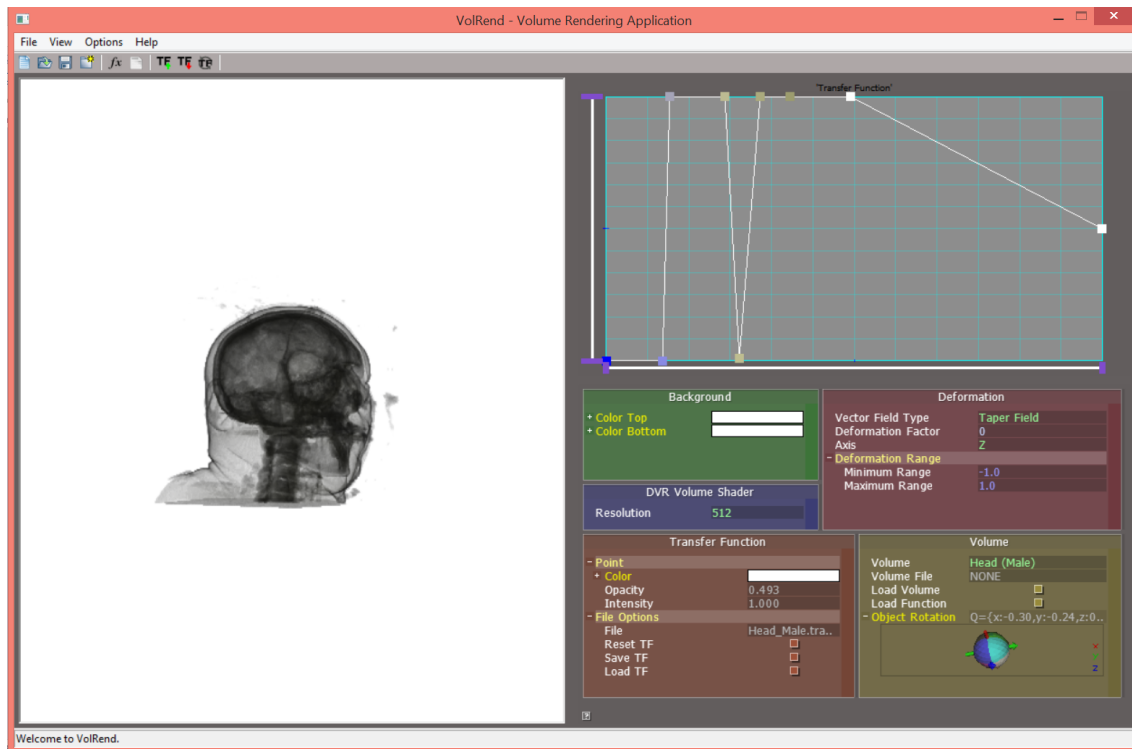 VolRend - Volume Rendering Application
File View Options Help
fx TF TF TF
'Transfer Function'
Background
+ Color Top
+ Color Bottom
Deformation
Vector Field Type Taper Field
Deformation Factor 0
Axis Z
- Deformation Range
Minimum Range -1.0
Maximum Range 1.0
DVR Volume Shader
Resolution 512
Transfer Function
- Point
+ Color
Opacity 0.493
Intensity 1.000
- File Options
File Head_Male.tra..
Reset TF
Save TF
Load TF
Volume
Volume Head (Male)
Volume File NONE
Load Volume
Load Function
- Object Rotation Q={x:-0.30,y:-0.24,z:0..
X
Z
?
Welcome to VolRend.